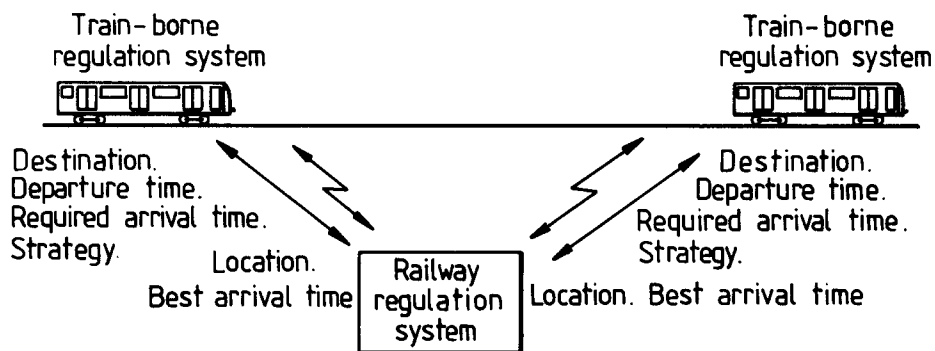 Train-borne
regulation system
Train-borne
regulation system
Destination.
Departure time.
Required arrival time.
Strategy.
Location.
Best arrival time
Railway
regulation
system
Destination.
Departure time.
Required arrival time.
Strategy.
Location. Best arrival time